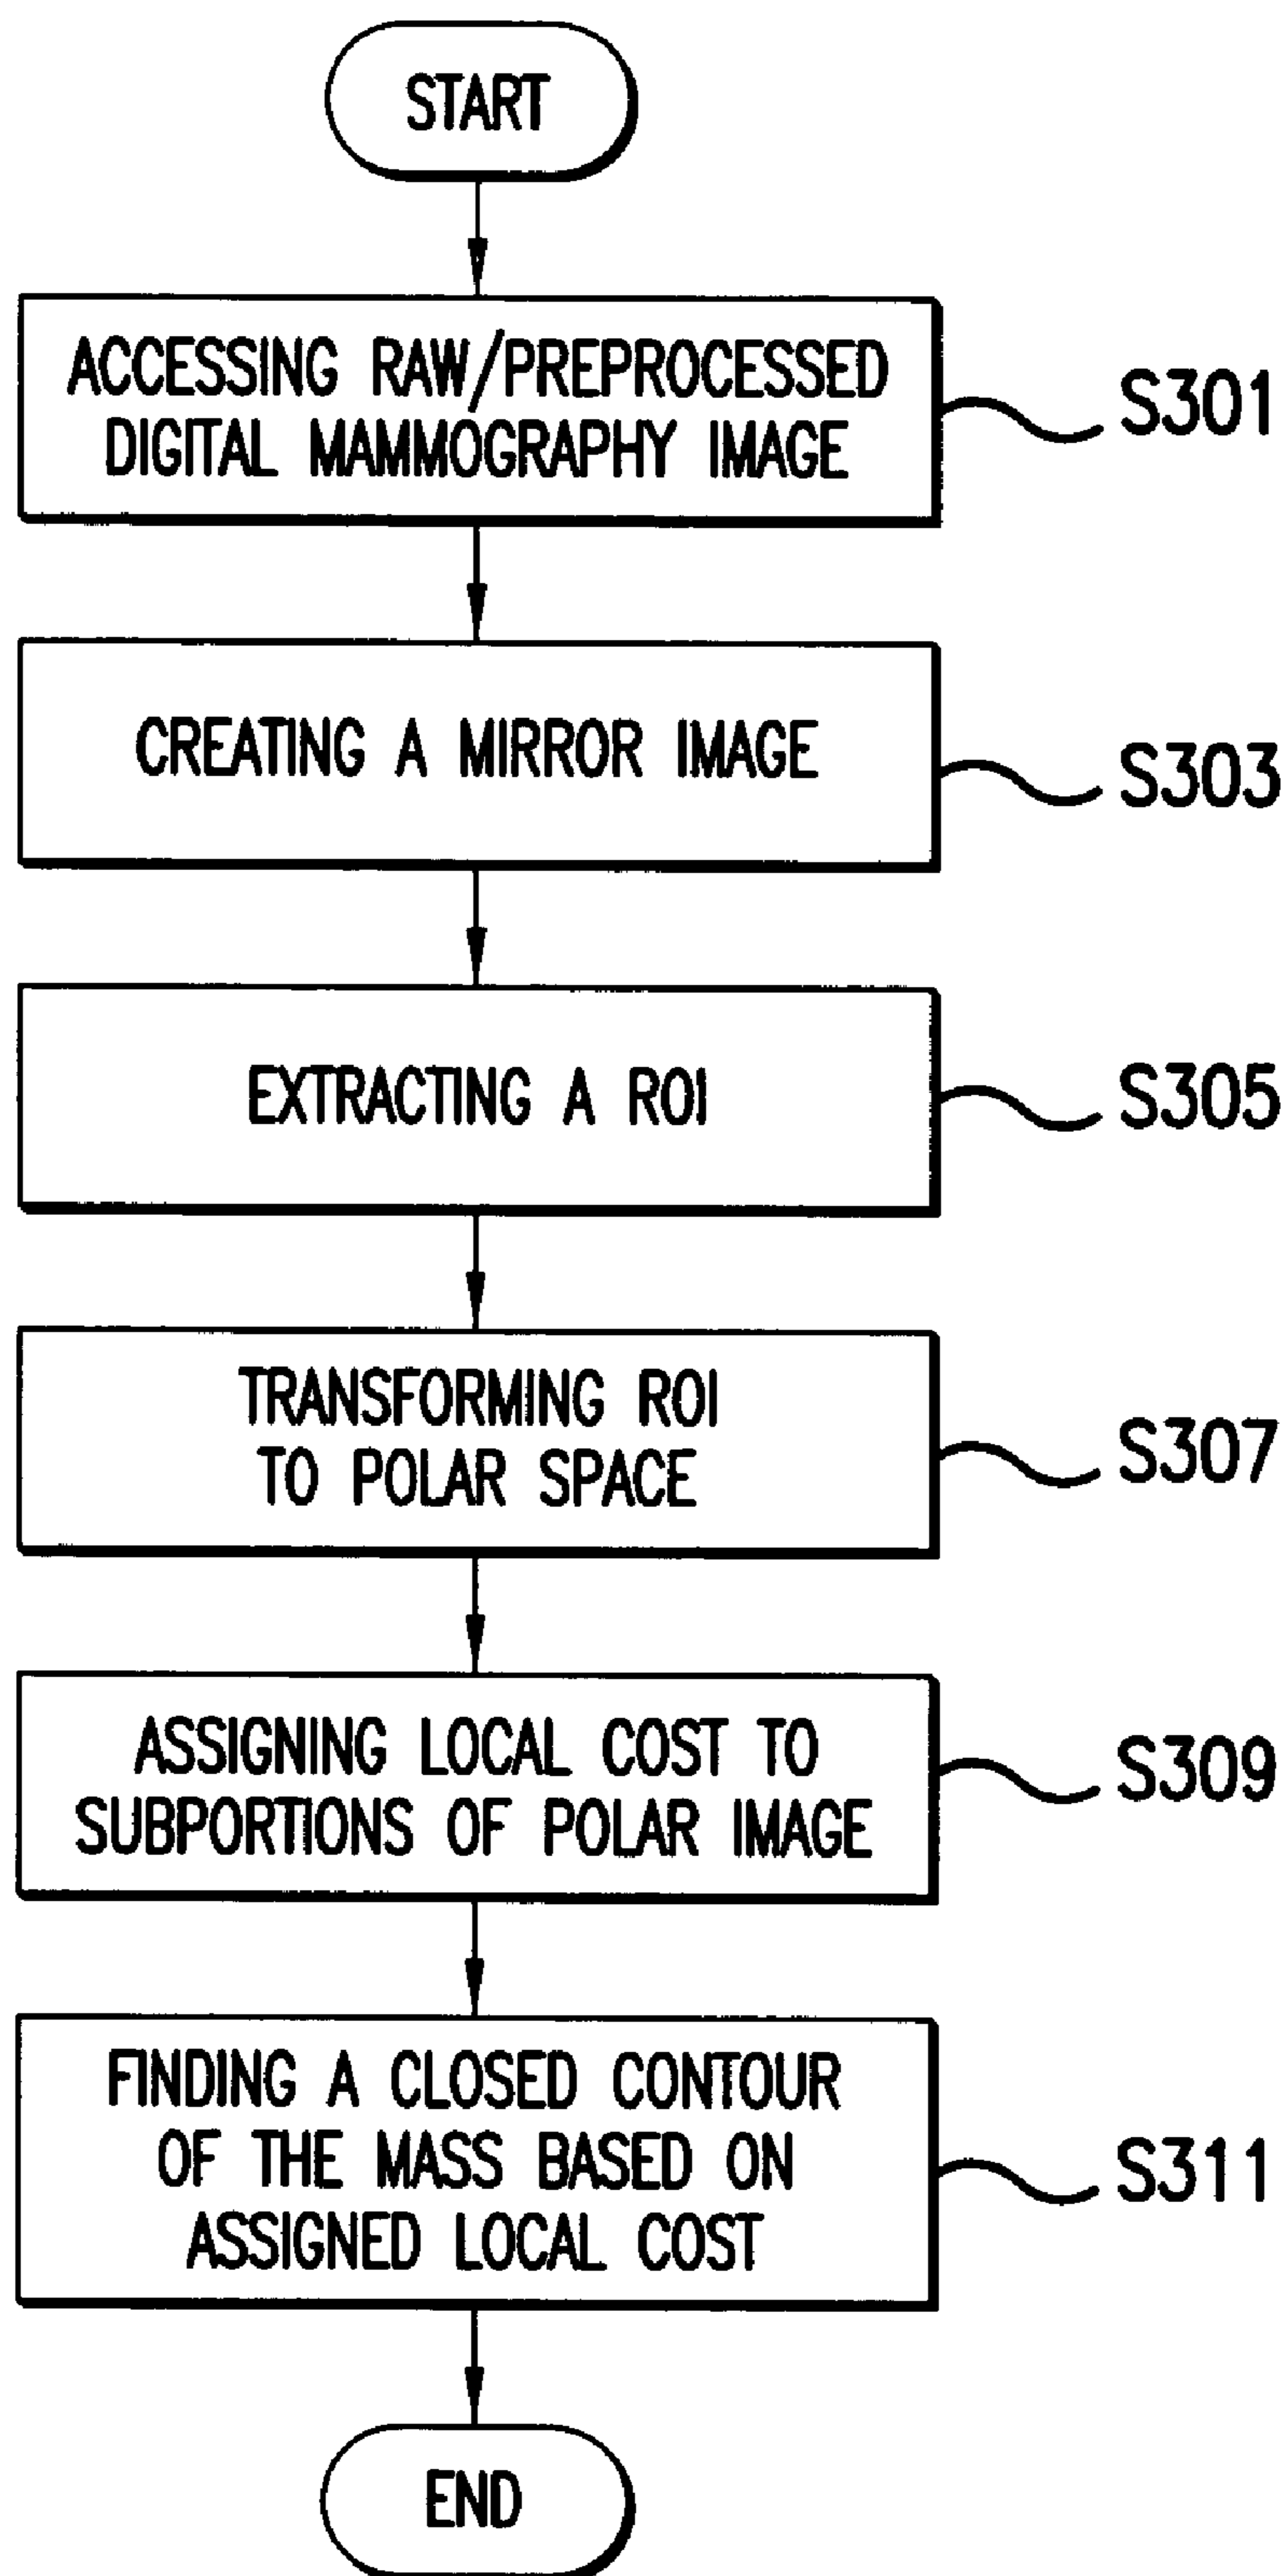 START
ACCESSING RAW/PREPROCESSED
DIGITAL MAMMOGRAPHY IMAGE
S301
CREATING A MIRROR IMAGE
S303
EXTRACTING A ROI
S305
TRANSFORMING ROI
TO POLAR SPACE
S307
ASSIGNING LOCAL COST TO
SUBPORTIONS OF POLAR IMAGE
S309
FINDING A CLOSED CONTOUR
OF THE MASS BASED ON
ASSIGNED LOCAL COST
S311
END